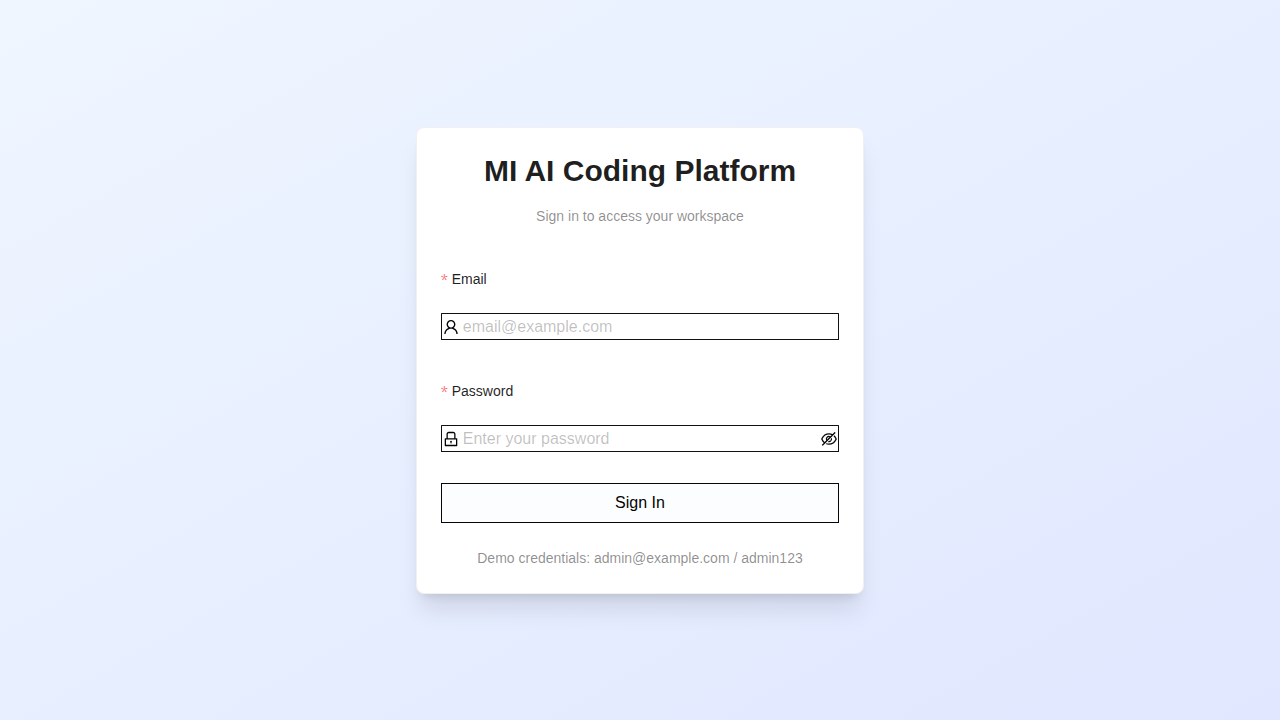 MI AI Coding Platform
Sign in to access your workspace
* Email
email@example.com
* Password
Enter your password
Sign In
Demo credentials: admin@example.com / admin123